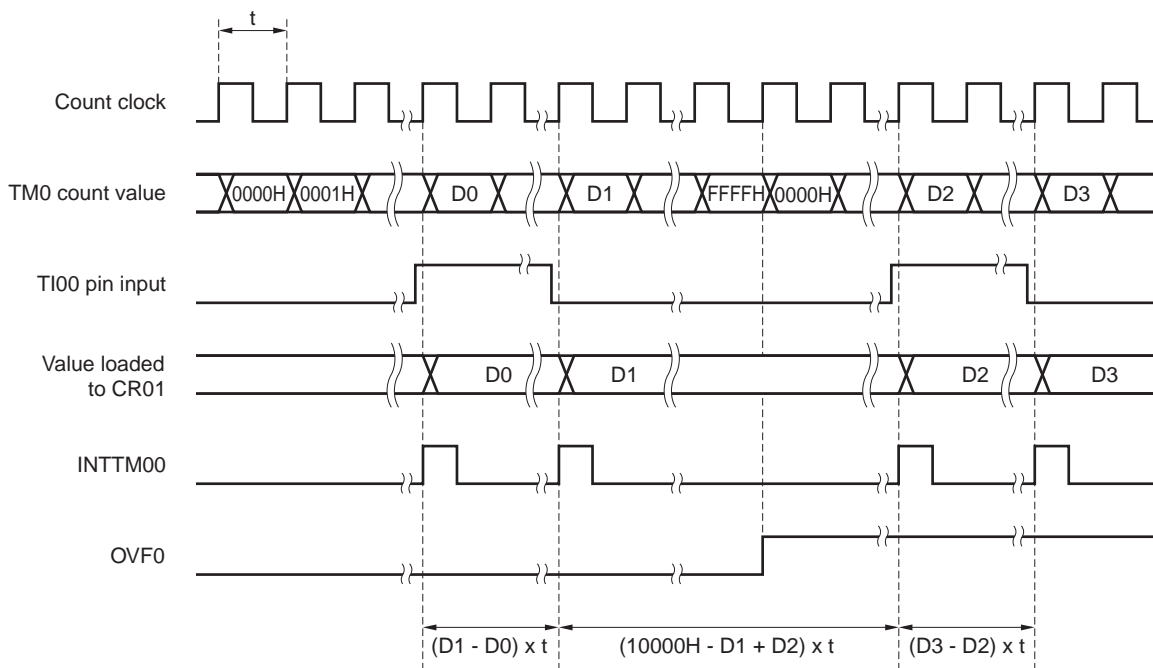 t
Count clock
TM0 count value
0000H 0001H D0 D1 FFFFH 0000H D2 D3
TI00 pin input
Value loaded
to CR01
D0 D1 D2 D3
INTTM00
OVF0
(D1 - D0) x t (10000H - D1 + D2) x t (D3 - D2) x t